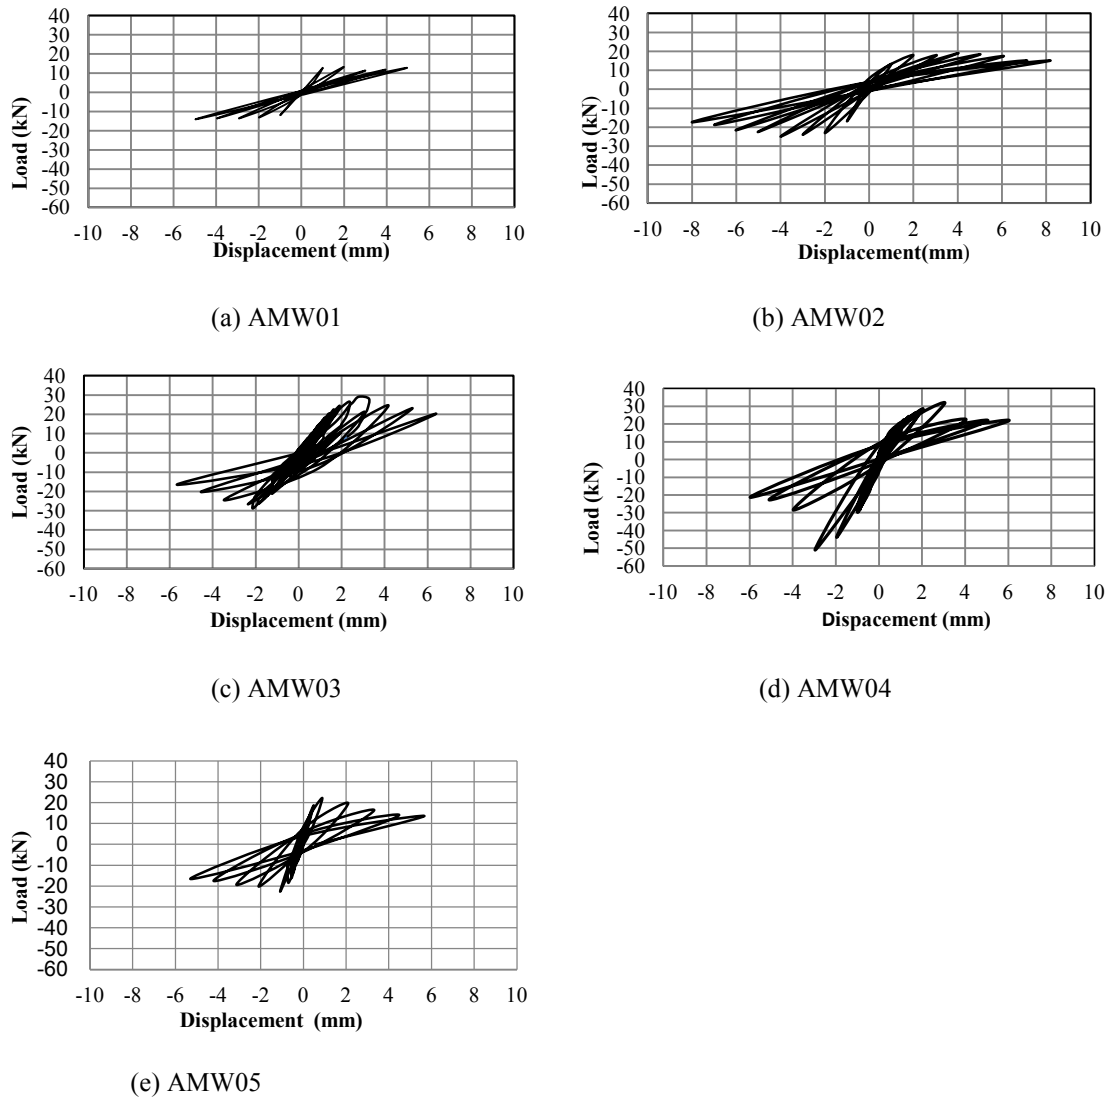 40
30
20
10
0
-10
-20
-30
-40
-50
-60
Load (kN)
-10 -8 -6 -4 -2 0 2 4 6 8 10
Displacement (mm)
(a) AMW01
40
30
20
10
0
-10
-20
-30
-40
-50
-60
Load (kN)
-10 -8 -6 -4 -2 0 2 4 6 8 10
Displacement(mm)
(b) AMW02
40
30
20
10
0
-10
-20
-30
-40
-50
-60
Load (kN)
-10 -8 -6 -4 -2 0 2 4 6 8 10
Displacement (mm)
(c) AMW03
40
30
20
10
0
-10
-20
-30
-40
-50
-60
Load (kN)
-10 -8 -6 -4 -2 0 2 4 6 8 10
Dispacement (mm)
(d) AMW04
40
30
20
10
0
-10
-20
-30
-40
-50
-60
Load (kN)
-10 -8 -6 -4 -2 0 2 4 6 8 10
Displacement (mm)
(e) AMW05